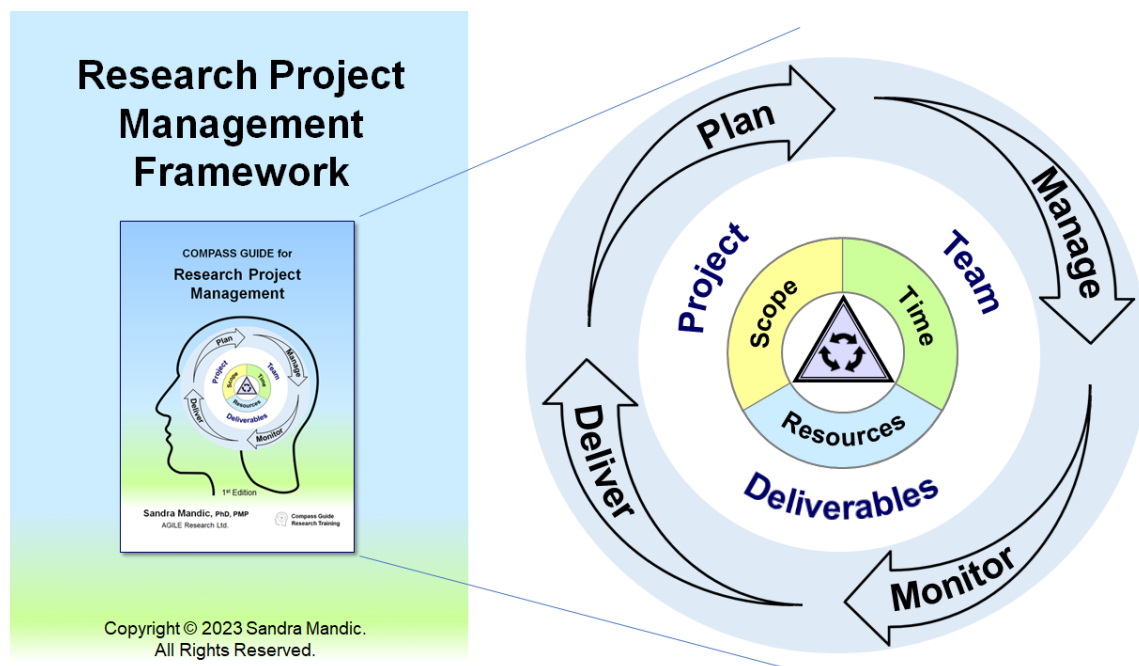 Research Project
Management
Framework
COMPASS GUIDE for
Research Project
Management
Plan
Manage
Project
Team
Scope
Time
Resources
Deliverables
Deliver
Monitor
1st Edition
Sandra Mandic, PhD, PMP
AGILE Research Ltd.
Compass Guide
Research Training
Copyright © 2023 Sandra Mandic.
All Rights Reserved.
Plan
Manage
Project
Team
Scope
Time
Resources
Deliverables
Deliver
Monitor